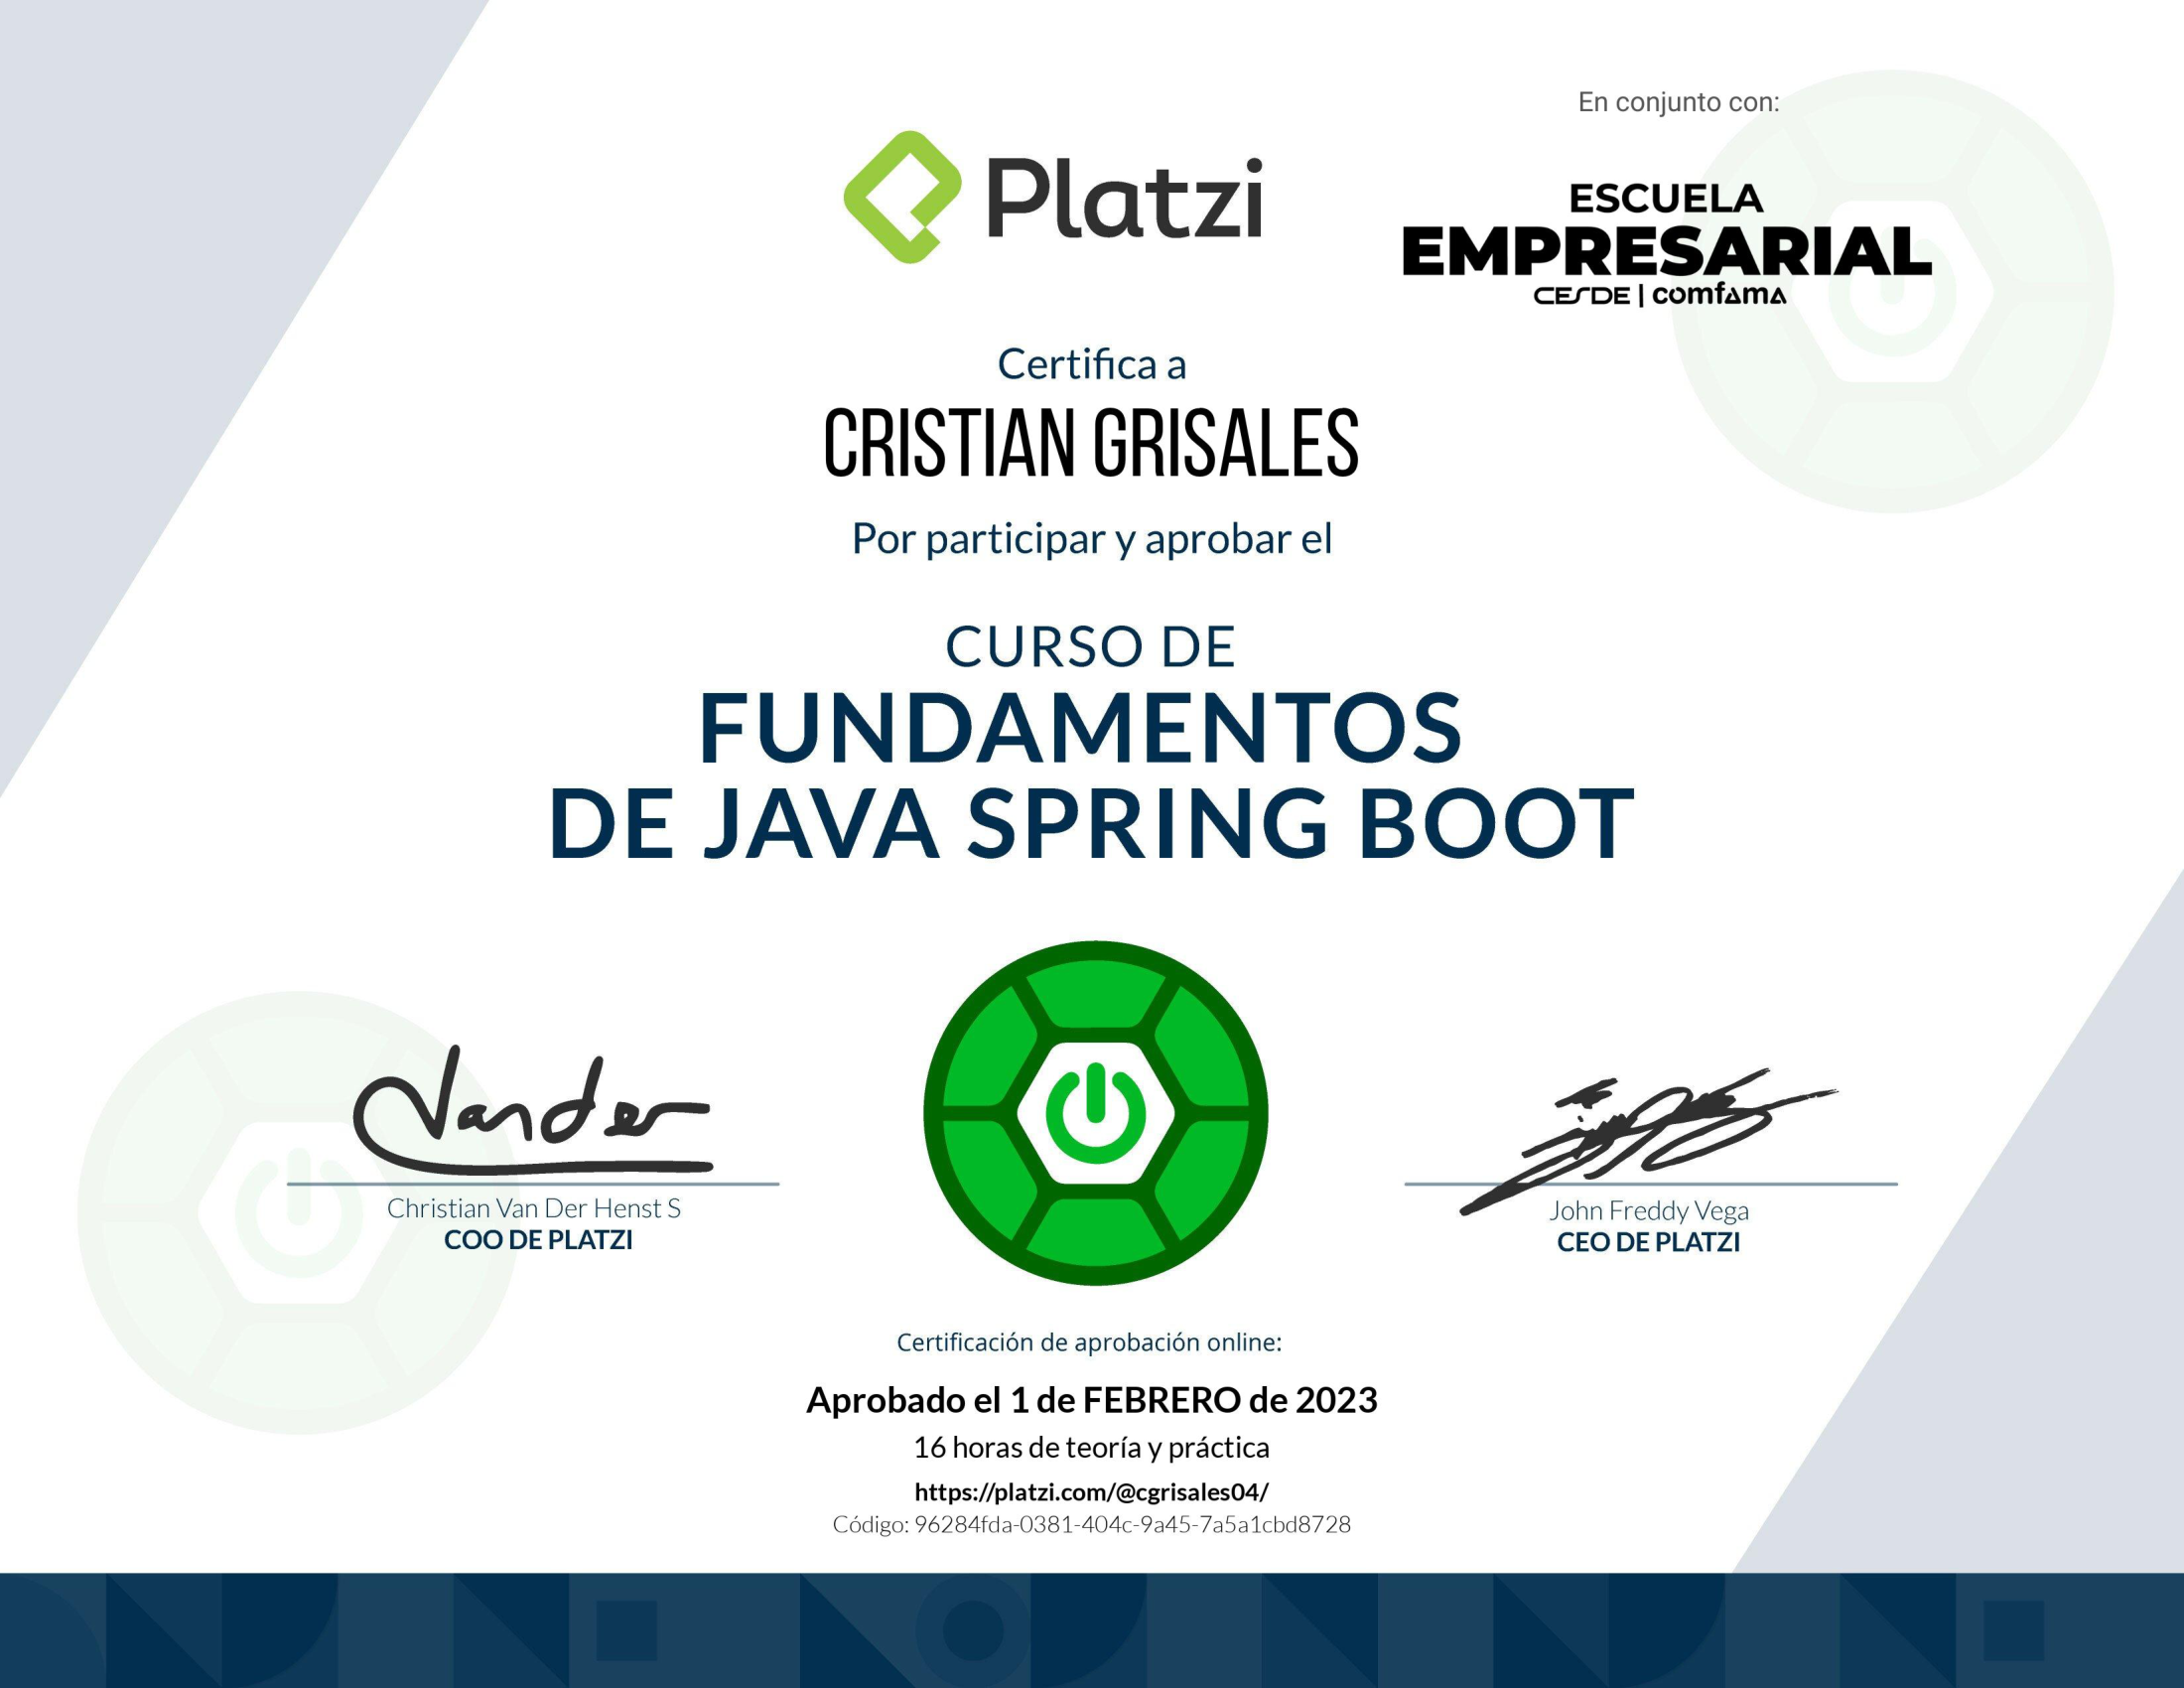 En conjunto con:
Platzi
ESCUELA
EMPRESARIAL
CESDE | comfama
Certifica a
CRISTIAN GRISALES
Por participar y aprobar el
CURSO DE
FUNDAMENTOS
DE JAVA SPRING BOOT
Vander
Christian Van Der Henst S
COO DE PLATZI
John Freddy Vega
CEO DE PLATZI
Certificación de aprobación online:
Aprobado el 1 de FEBRERO de 2023
16 horas de teoría y práctica
https://platzi.com/@cgrisales04/
Código: 96284fda-0381-404c-9a45-7a5a1cbd8728